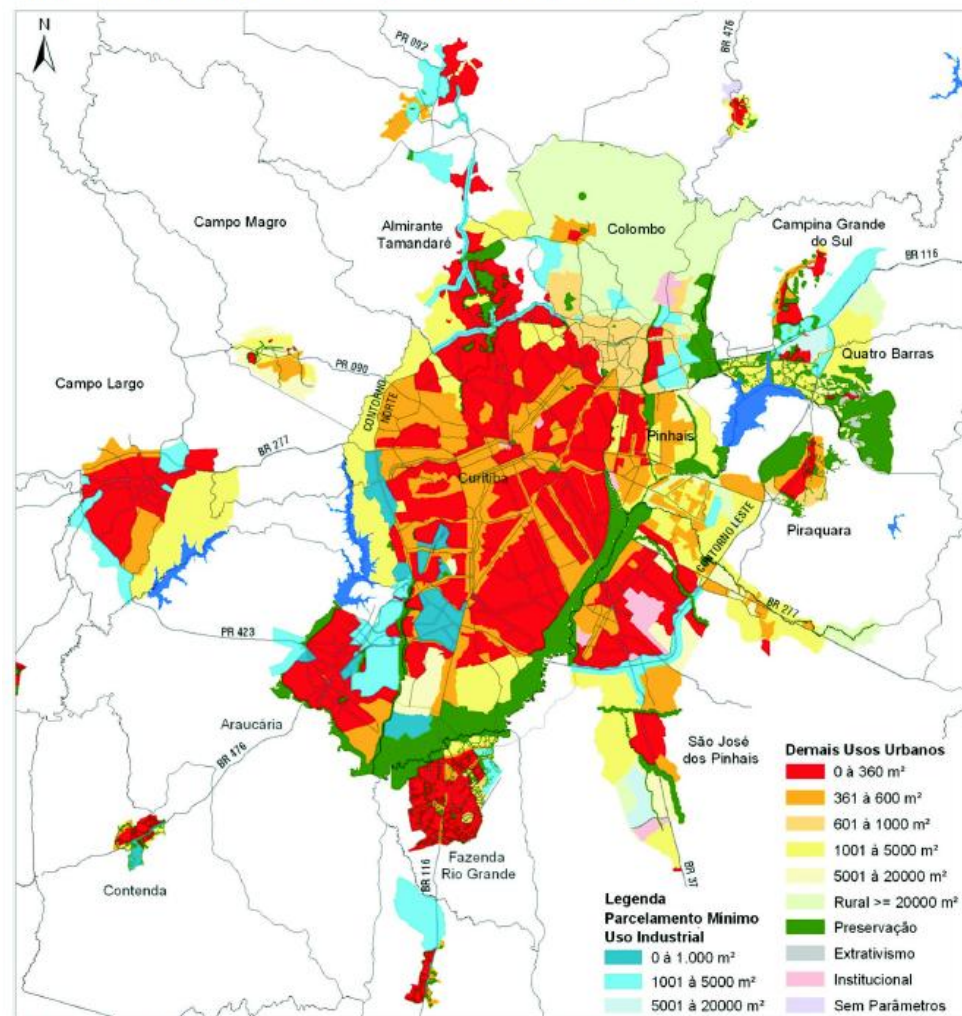 N
PR 092
BR 476
Campo Magro
Almirante
Tamandaré
Colombo
Campina Grande
do Sul
BR 116
Quatro Barras
Campo Largo
PR 090
CONTORNO
NORTE
BR 277
Pinhais
Curitiba
Piraquara
CONTORNO LESTE
BR 277
PR 423
Araucária
BR 476
São José
dos Pinhais
BR 37
Contenda
Fazenda
Rio Grande
BR 116
Legenda
Parcelamento Mínimo
Uso Industrial
0 à 1.000 m²
1001 à 5000 m²
5001 à 20000 m²
Demais Usos Urbanos
0 à 360 m²
361 à 600 m²
601 à 1000 m²
1001 à 5000 m²
5001 à 20000 m²
Rural >= 20000 m²
Preservação
Extrativismo
Institucional
Sem Parâmetros